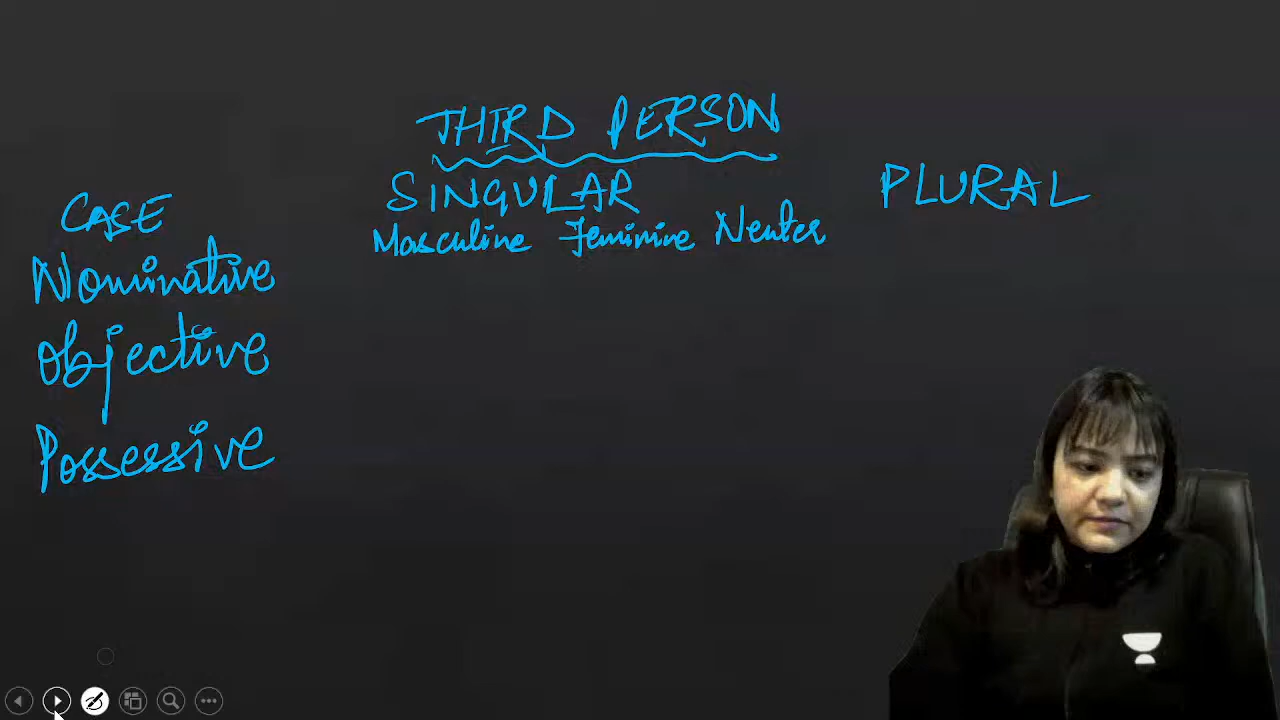 THIRD PERSON
SINGULAR PLURAL
CASE Masculine Feminine Neuter
Nominative
Objective
Possessive